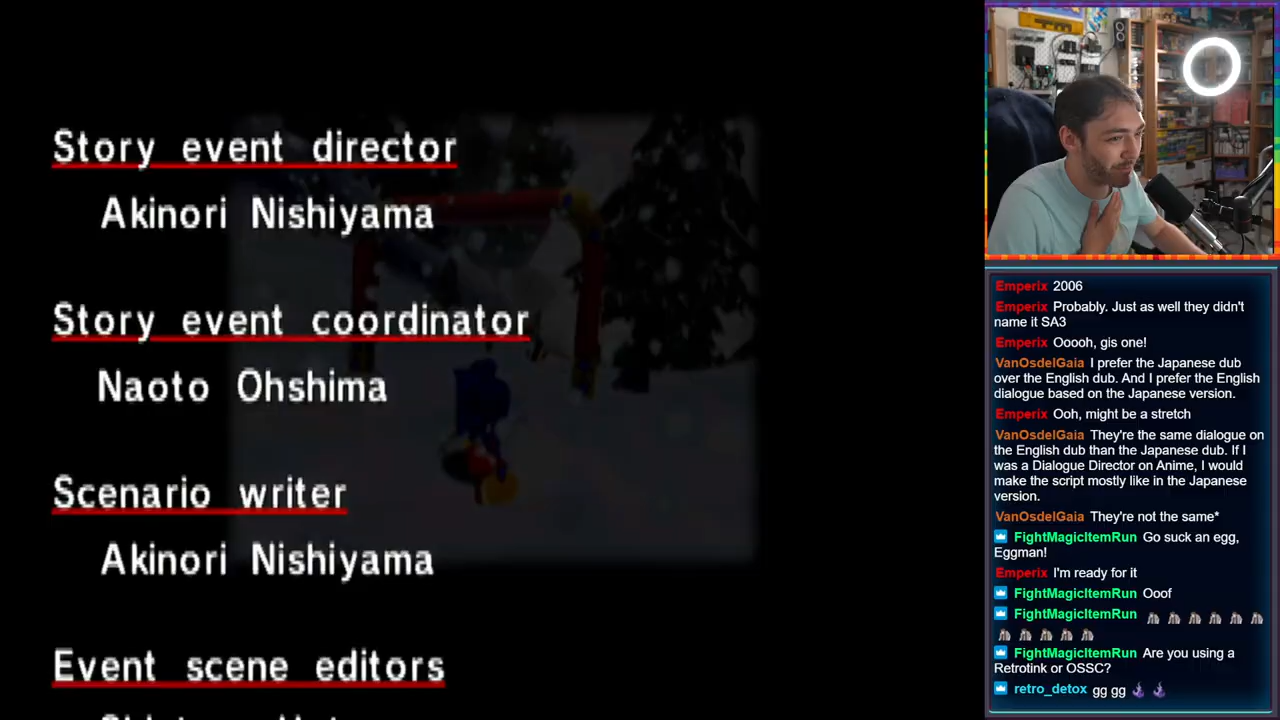 Story event director
Akinori Nishiyama
Story event coordinator
Naoto Ohshima
Scenario writer
Akinori Nishiyama
Event scene editors
Emperix 2006
Emperix Probably. Just as well they didn't
name it SA3
Emperix Ooooh, gis one!
VanOsdelGaia I prefer the Japanese dub
over the English dub. And I prefer the English
dialogue based on the Japanese version.
Emperix Ooh, might be a stretch
VanOsdelGaia They're the same dialogue on
the English dub than the Japanese dub. If I
was a Dialogue Director on Anime, I would
make the script mostly like in the Japanese
version.
VanOsdelGaia They're not the same*
FightMagicItemRun Go suck an egg,
Eggman!
Emperix I'm ready for it
FightMagicItemRun Ooof
FightMagicItemRun
FightMagicItemRun Are you using a
Retrotink or OSSC?
retro_detox gg gg